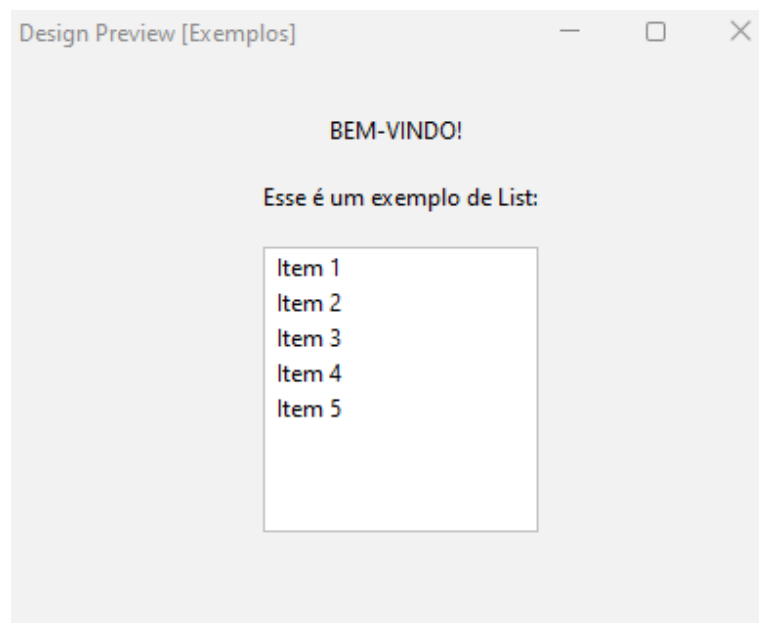 Design Preview [Exemplos]
BEM-VINDO!
Esse é um exemplo de List:
Item 1
Item 2
Item 3
Item 4
Item 5